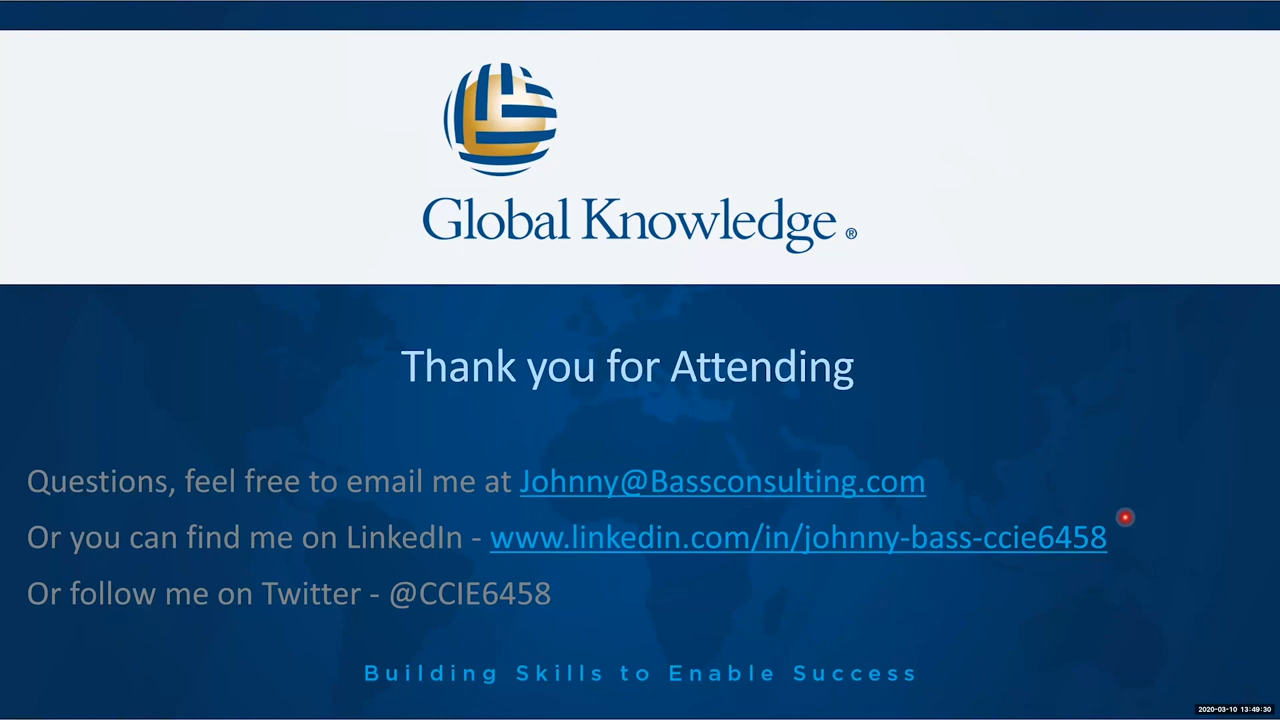 Global Knowledge ®
Thank you for Attending
Questions, feel free to email me at Johnny@Bassconsulting.com
Or you can find me on LinkedIn - www.linkedin.com/in/johnny-bass-ccie6458
Or follow me on Twitter - @CCIE6458
Building Skills to Enable Success
2020-03-10 13:49:30